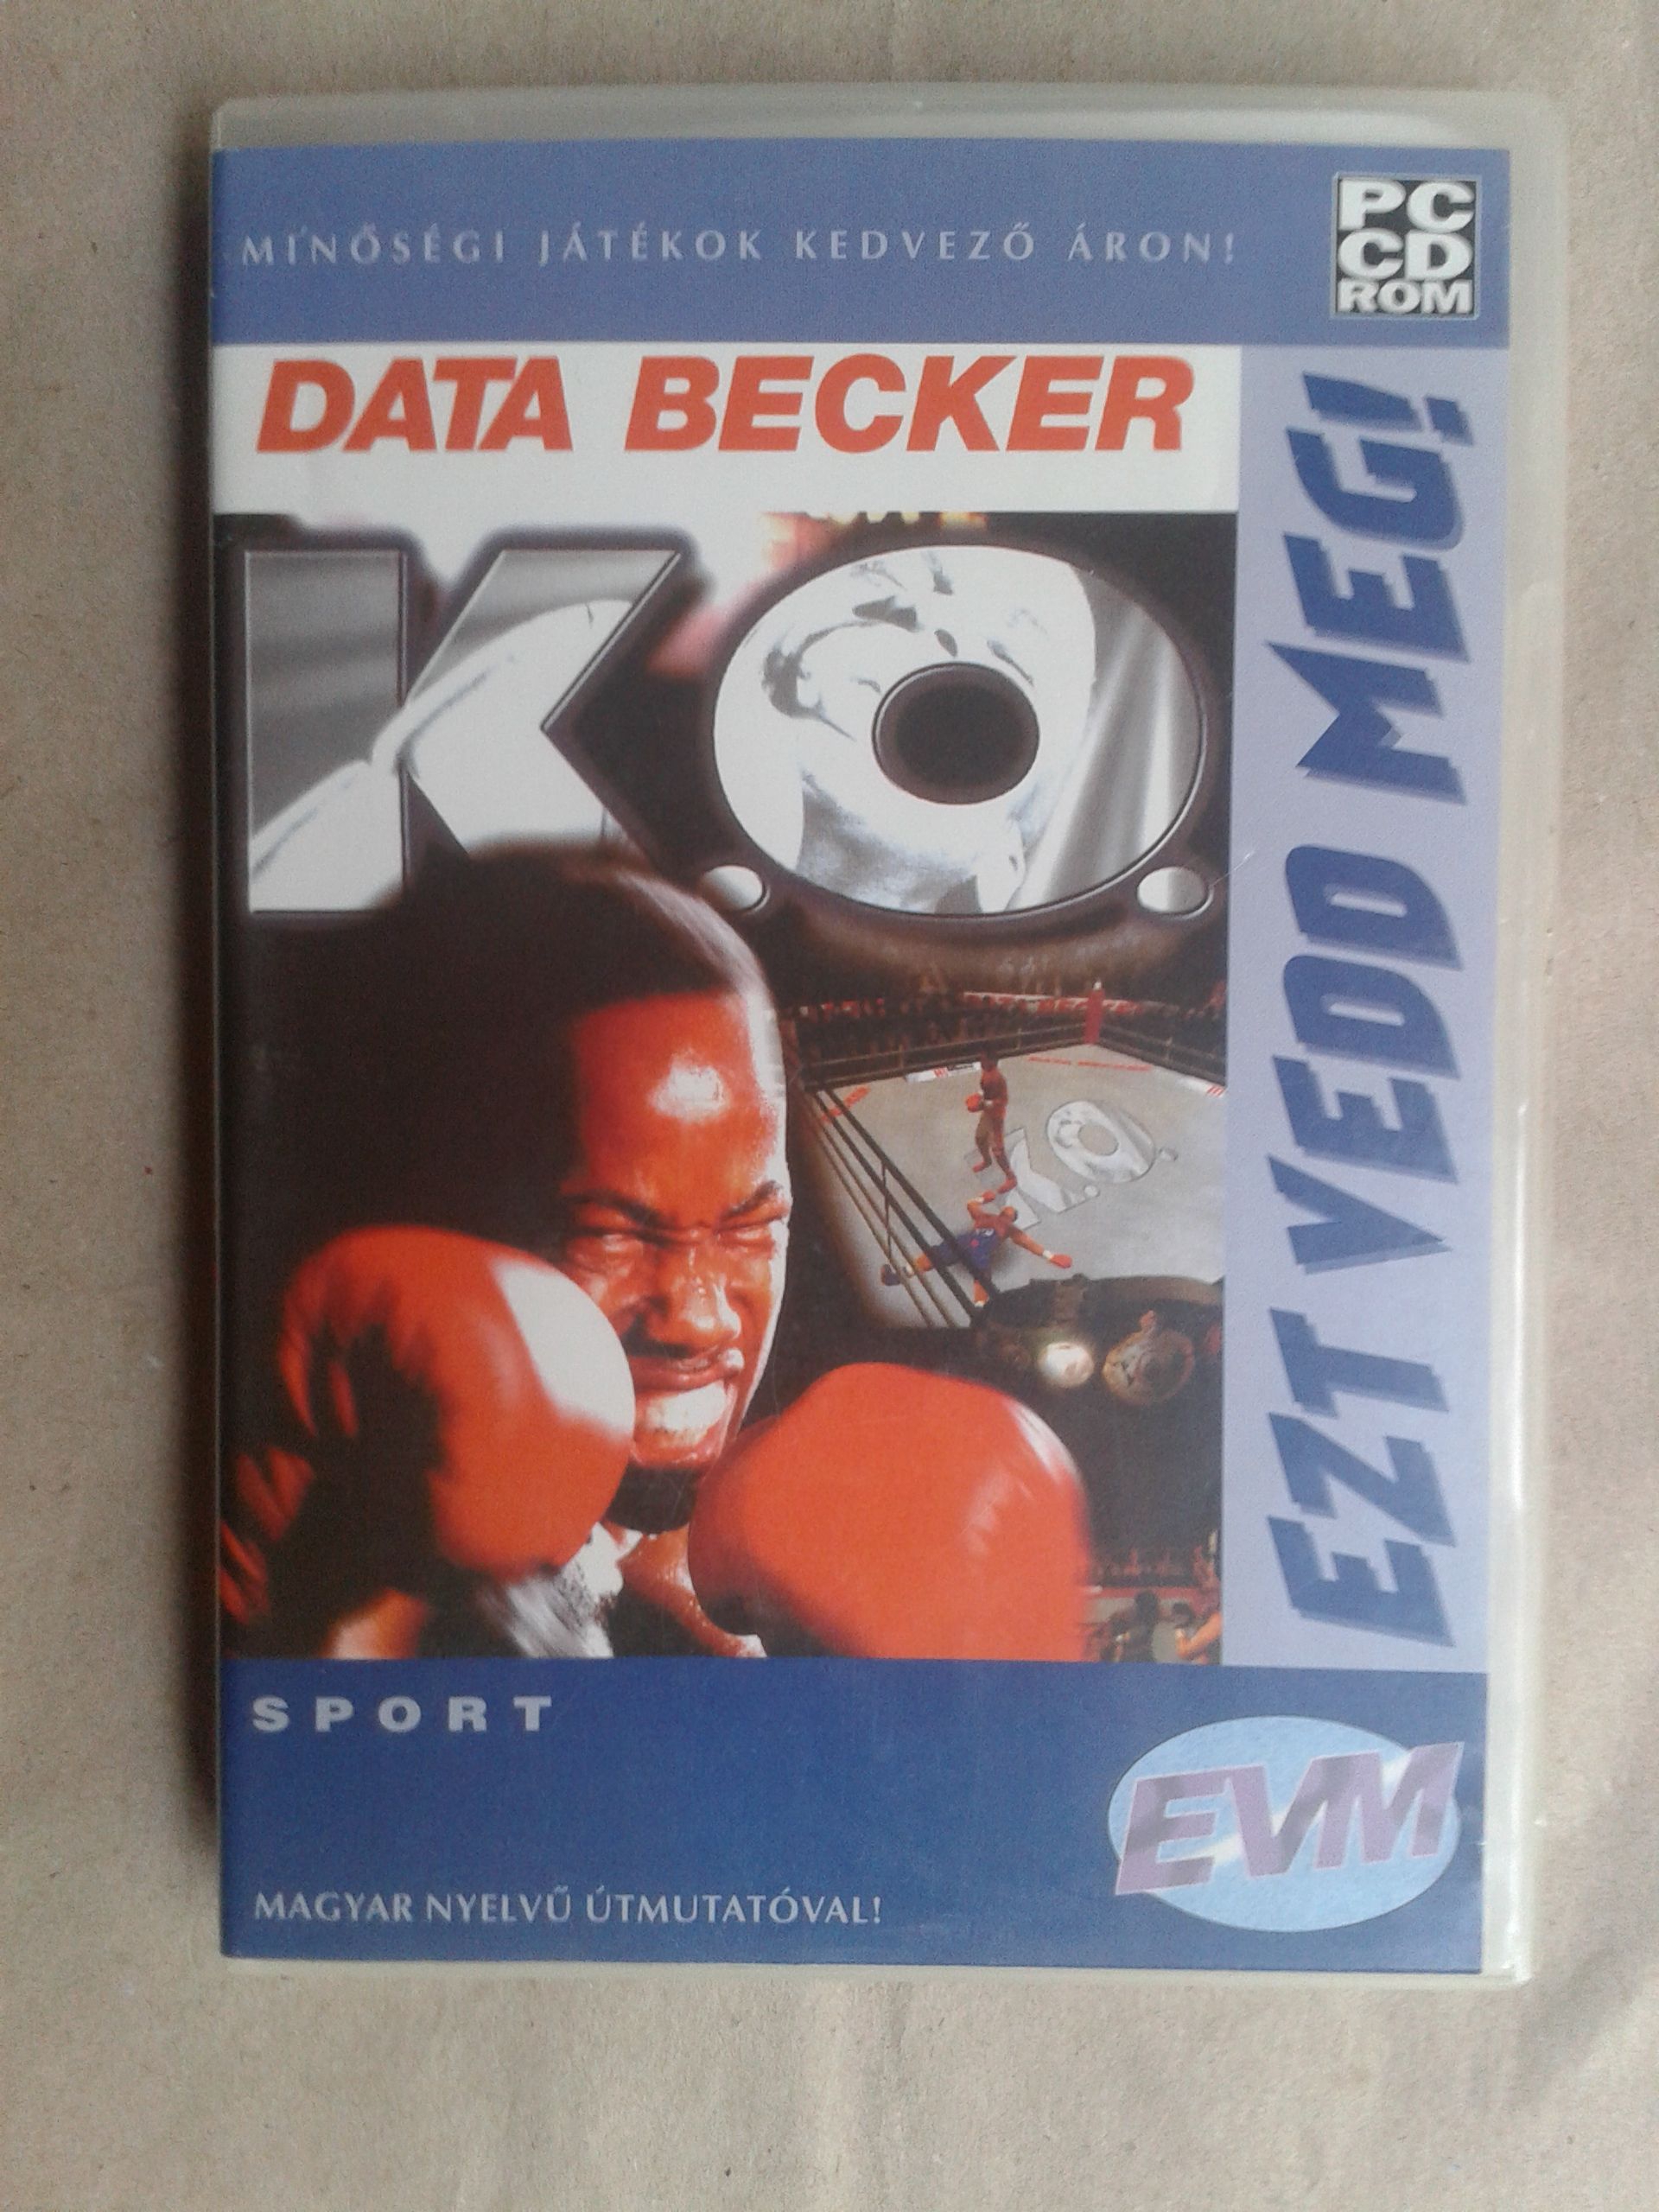 MINŐSÉGI JÁTÉKOK KEDVEZŐ ÁRON!
PC
CD
ROM
DATA BECKER
K.O.
EZT VEDD MEG!
K.O.
SPORT
EVM
MAGYAR NYELVŰ ÚTMUTATÓVAL!